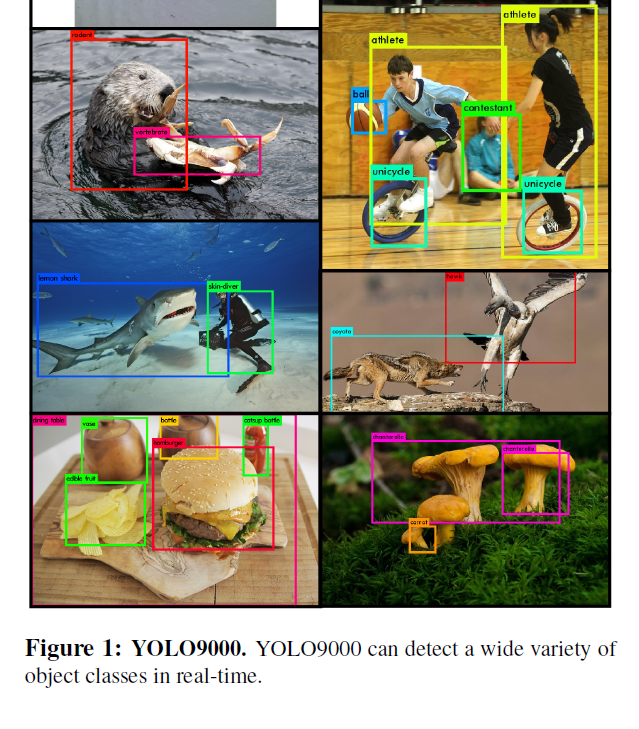 rodent
vertebrate
athlete
athlete
ball
contestant
unicycle
unicycle
lemon shark
skin-diver
hawk
coyote
dining table
vase
bottle
catsup bottle
hamburger
edible fruit
chanterelle
chanterelle
carrot
Figure 1: YOLO9000. YOLO9000 can detect a wide variety of
object classes in real-time.